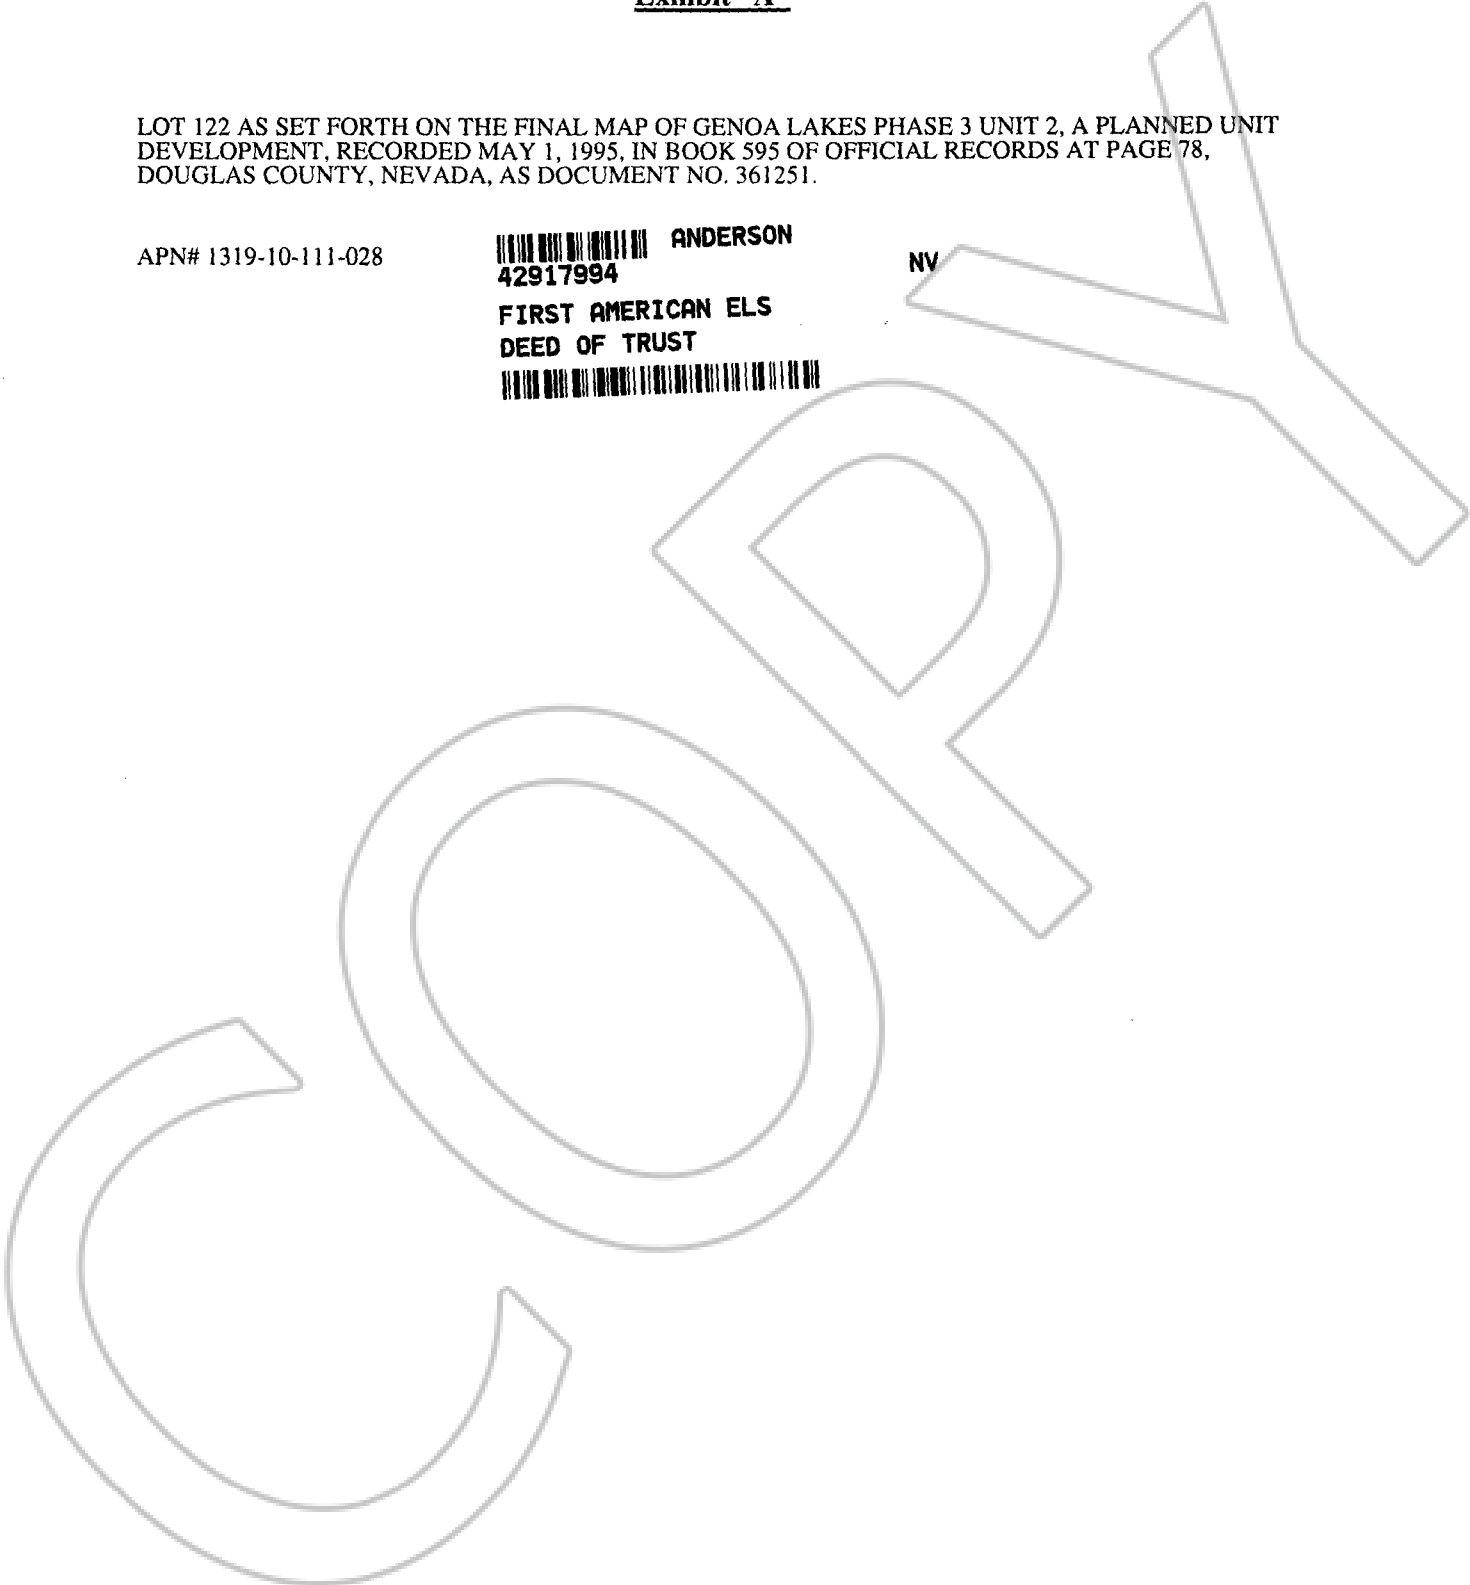 Exhibit "A"
LOT 122 AS SET FORTH ON THE FINAL MAP OF GENOA LAKES PHASE 3 UNIT 2, A PLANNED UNIT
DEVELOPMENT, RECORDED MAY 1, 1995, IN BOOK 595 OF OFFICIAL RECORDS AT PAGE 78,
DOUGLAS COUNTY, NEVADA, AS DOCUMENT NO. 361251.
APN# 1319-10-111-028
ANDERSON
42917994
NV
FIRST AMERICAN ELS
DEED OF TRUST
COPY